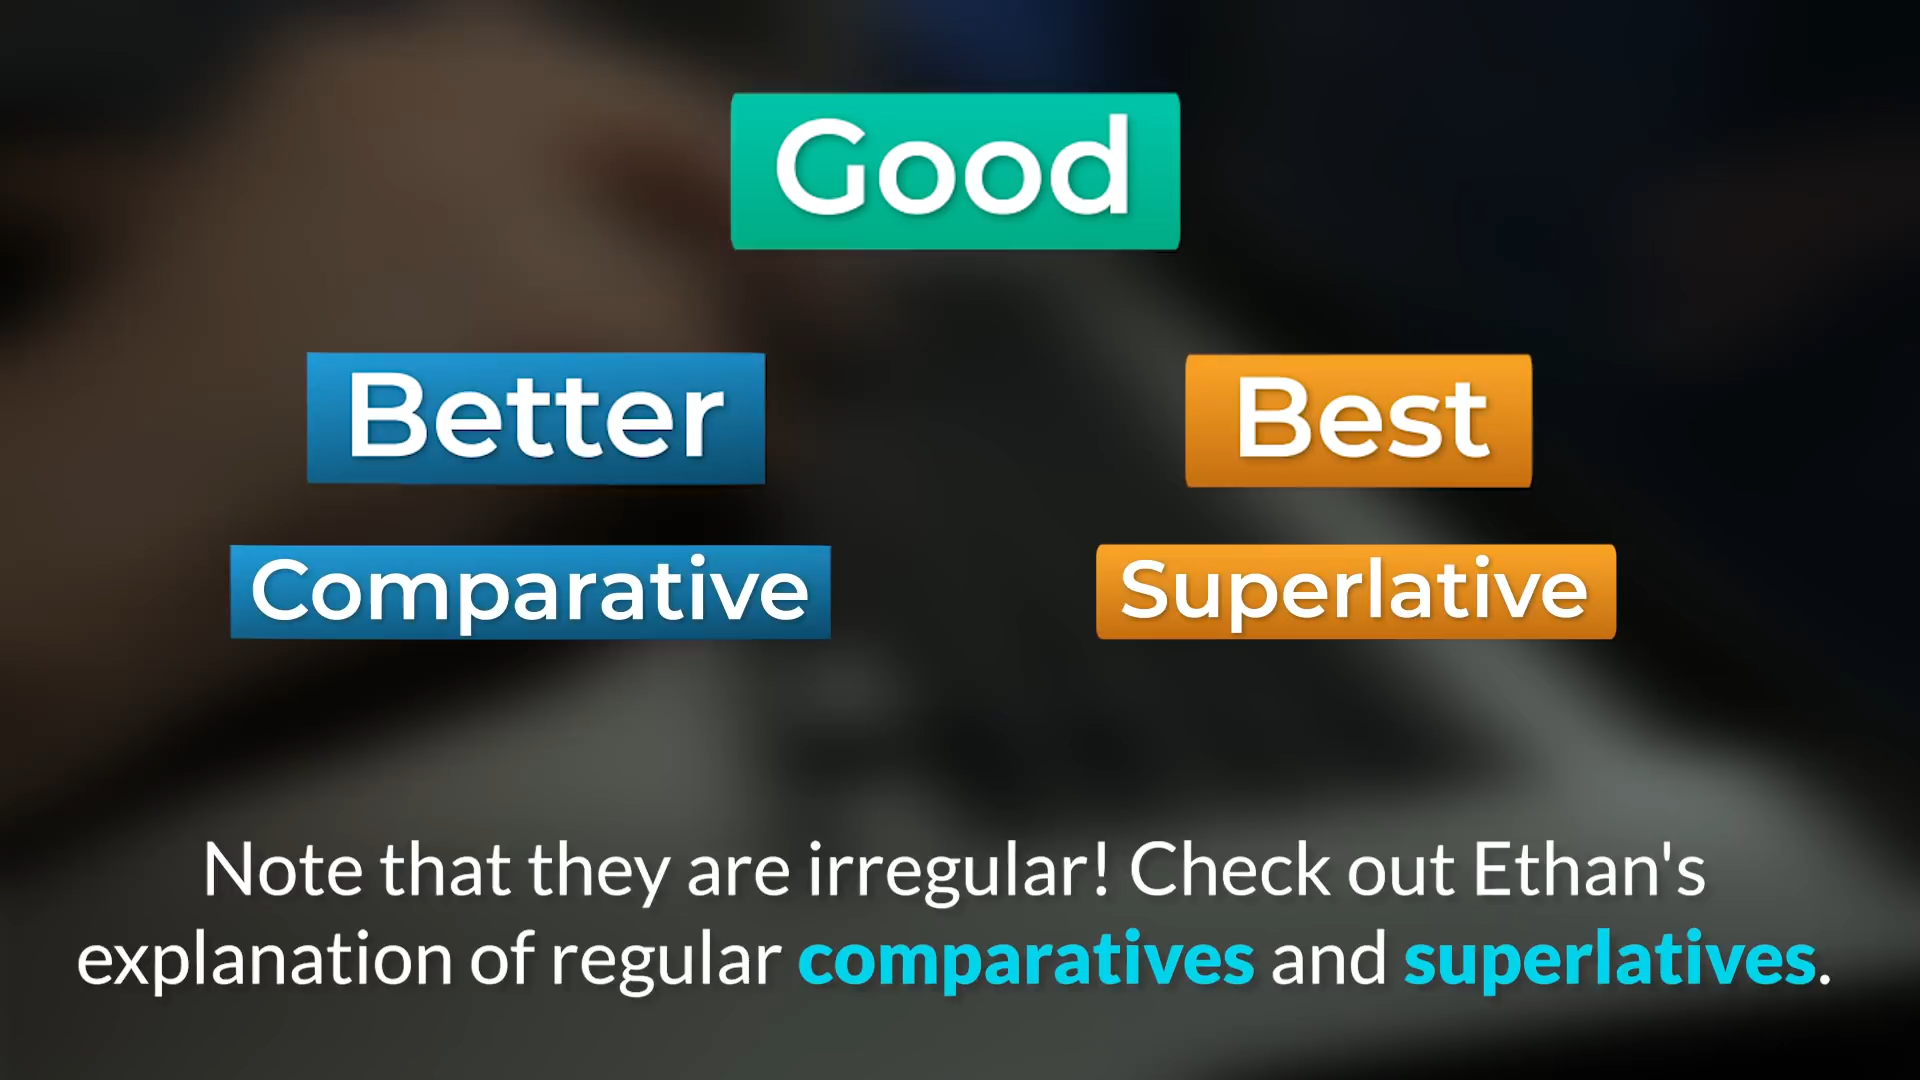 Good
Better
Best
Comparative
Superlative
Note that they are irregular! Check out Ethan's
explanation of regular comparatives and superlatives.